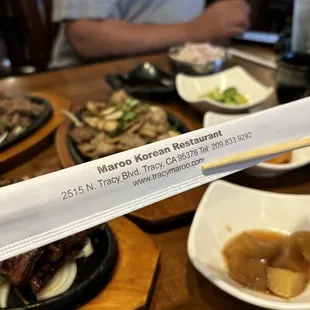 Maroo Korean Restaurant
2515 N. Tracy Blvd. Tracy, CA 95376 Tel: 209.833.9292
www.tracymaroo.com